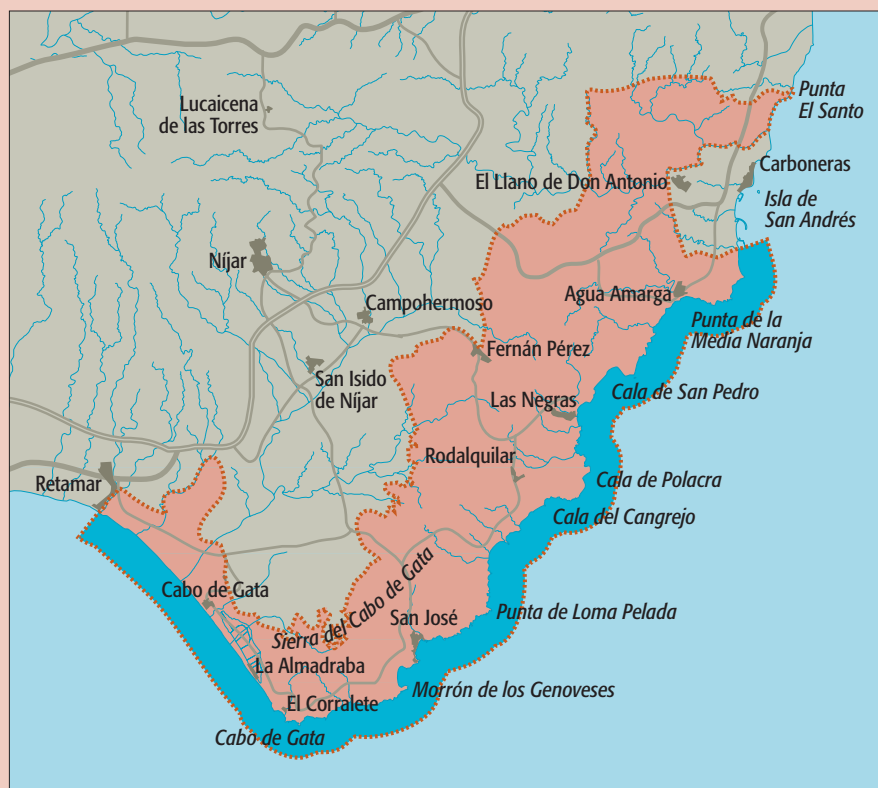 Lucaicena
de las Torres
Punta
El Santo
El Llano de Don Antonio
Carboneras
Isla de
San Andrés
Níjar
Campohermoso
Agua Amarga
Punta de la
Media Naranja
Fernán Pérez
San Isido
de Níjar
Las Negras
Cala de San Pedro
Rodalquilar
Retamar
Cala de Polacra
Cala del Cangrejo
Cabo de Gata
Sierra del Cabo de Gata
San José
Punta de Loma Pelada
La Almadraba
Morrón de los Genoveses
El Corralete
Cabo de Gata